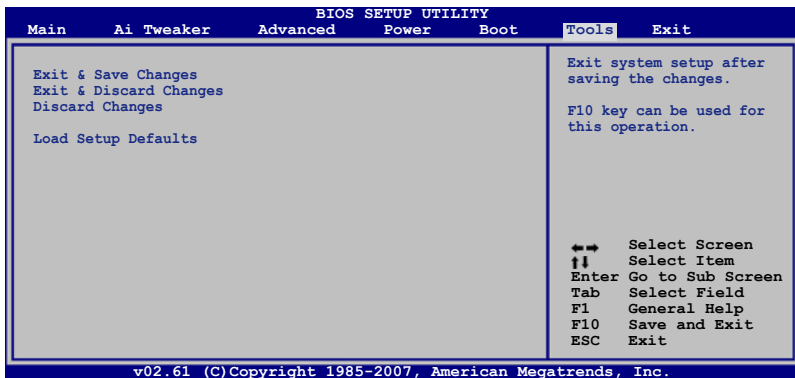 BIOS SETUP UTILITY
Main Ai Tweaker Advanced Power Boot Tools Exit
Exit & Save Changes
Exit & Discard Changes
Discard Changes
Load Setup Defaults
Exit system setup after
saving the changes.
F10 key can be used for
this operation.
←→ Select Screen
↑↓ Select Item
Enter Go to Sub Screen
Tab Select Field
F1 General Help
F10 Save and Exit
ESC Exit
v02.61 (C)Copyright 1985-2007, American Megatrends, Inc.